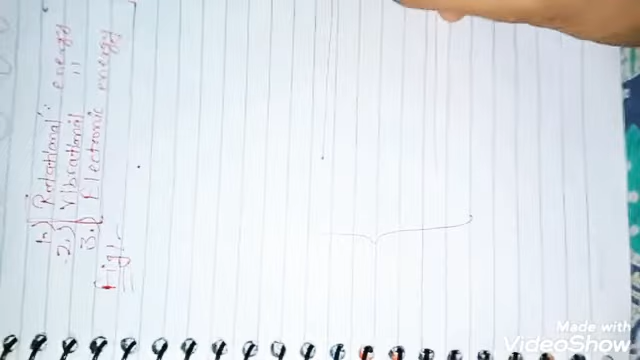 1.) Rotational energy
2.) Vibrational "
3.) Electronic energy
Fig:-
Made with
VideoShow